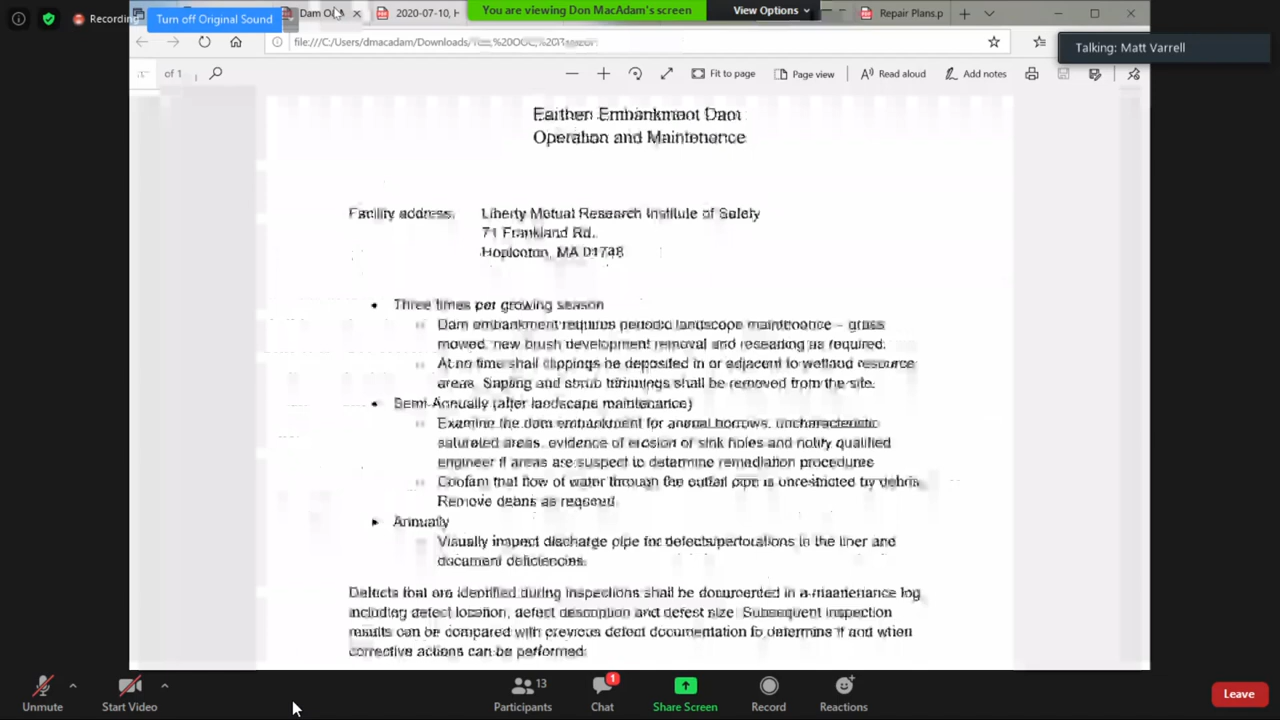 Recording
Turn off Original Sound
Dam O&M
2020-07-10, H
You are viewing Don MacAdam's screen
View Options
Repair Plans.p
file:///C:/Users/dmacadam/Downloads/
Talking: Matt Varrell
of 1
Fit to page
Page view
Read aloud
Add notes
Earthen Embankment Dam
Operation and Maintenance
Facility address: Liberty Mutual Research Institute of Safety
71 Frankland Rd.
Hopkinton, MA 01748
• Three times per growing season
Dam embankment requires periodic landscape maintenance – grass
mowed, new brush development removal and reseeding as required.
At no time shall clippings be deposited in or adjacent to wetland resource
areas. Sapling and shrub trimmings shall be removed from the site.
• Semi-Annually (after landscape maintenance)
Examine the dam embankment for animal borrows, uncharacteristic
saturated areas, evidence of erosion or sink holes and notify qualified
engineer if areas are suspect to determine remediation procedures
Confirm that flow of water through the outfall pipe is unrestricted by debris.
Remove debris as required.
• Annually
Visually inspect discharge pipe for defects/perforations in the liner and
document deficiencies.
Defects that are identified during inspections shall be documented in a maintenance log
including defect location, defect description and defect size. Subsequent inspection
results can be compared with previous defect documentation to determine if and when
corrective actions can be performed.
Unmute
Start Video
13
Participants
1
Chat
Share Screen
Record
Reactions
Leave